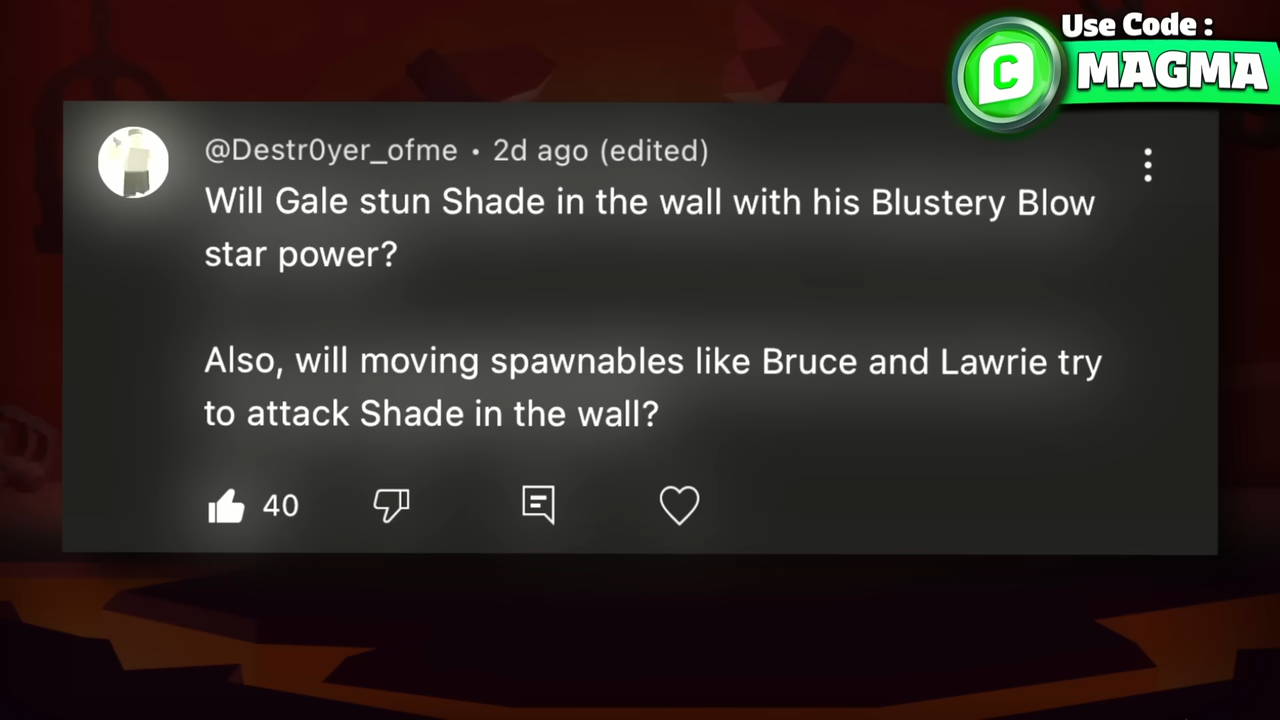 Use Code :
C MAGMA
@Destr0yer_ofme • 2d ago (edited)
Will Gale stun Shade in the wall with his Blustery Blow
star power?
Also, will moving spawnables like Bruce and Lawrie try
to attack Shade in the wall?
40